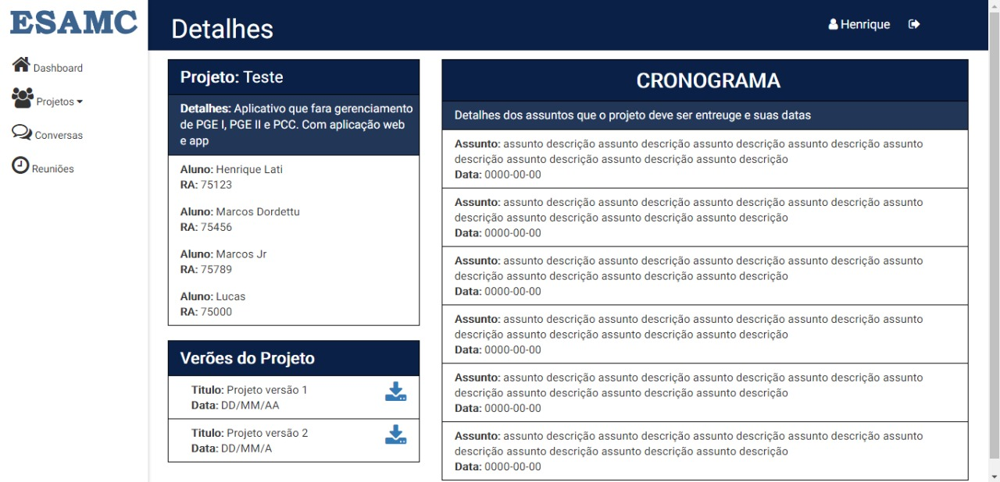 ESAMC
Dashboard
Projetos
Conversas
Reuniões
Detalhes
Henrique
Projeto: Teste
Detalhes: Aplicativo que fara gerenciamento
de PGE I, PGE II e PCC. Com aplicação web
e app
Aluno: Henrique Lati
RA: 75123
Aluno: Marcos Dordettu
RA: 75456
Aluno: Marcos Jr
RA: 75789
Aluno: Lucas
RA: 75000
Verões do Projeto
Titulo: Projeto versão 1
Data: DD/MM/AA
Titulo: Projeto versão 2
Data: DD/MM/A
CRONOGRAMA
Detalhes dos assuntos que o projeto deve ser entreuge e suas datas
Assunto: assunto descrição assunto descrição assunto descrição assunto descrição assunto
descrição assunto descrição assunto descrição assunto descrição
Data: 0000-00-00
Assunto: assunto descrição assunto descrição assunto descrição assunto descrição assunto
descrição assunto descrição assunto descrição assunto descrição
Data: 0000-00-00
Assunto: assunto descrição assunto descrição assunto descrição assunto descrição assunto
descrição assunto descrição assunto descrição assunto descrição
Data: 0000-00-00
Assunto: assunto descrição assunto descrição assunto descrição assunto descrição assunto
descrição assunto descrição assunto descrição assunto descrição
Data: 0000-00-00
Assunto: assunto descrição assunto descrição assunto descrição assunto descrição assunto
descrição assunto descrição assunto descrição assunto descrição
Data: 0000-00-00
Assunto: assunto descrição assunto descrição assunto descrição assunto descrição assunto
descrição assunto descrição assunto descrição assunto descrição
Data: 0000-00-00